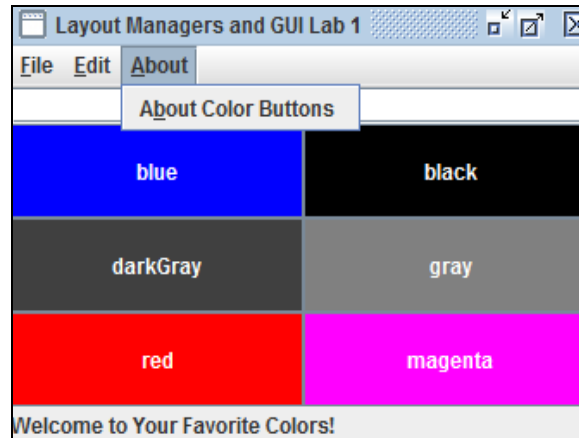 Layout Managers and GUI Lab 1
File Edit About
About Color Buttons
blue black
darkGray gray
red magenta
Welcome to Your Favorite Colors!